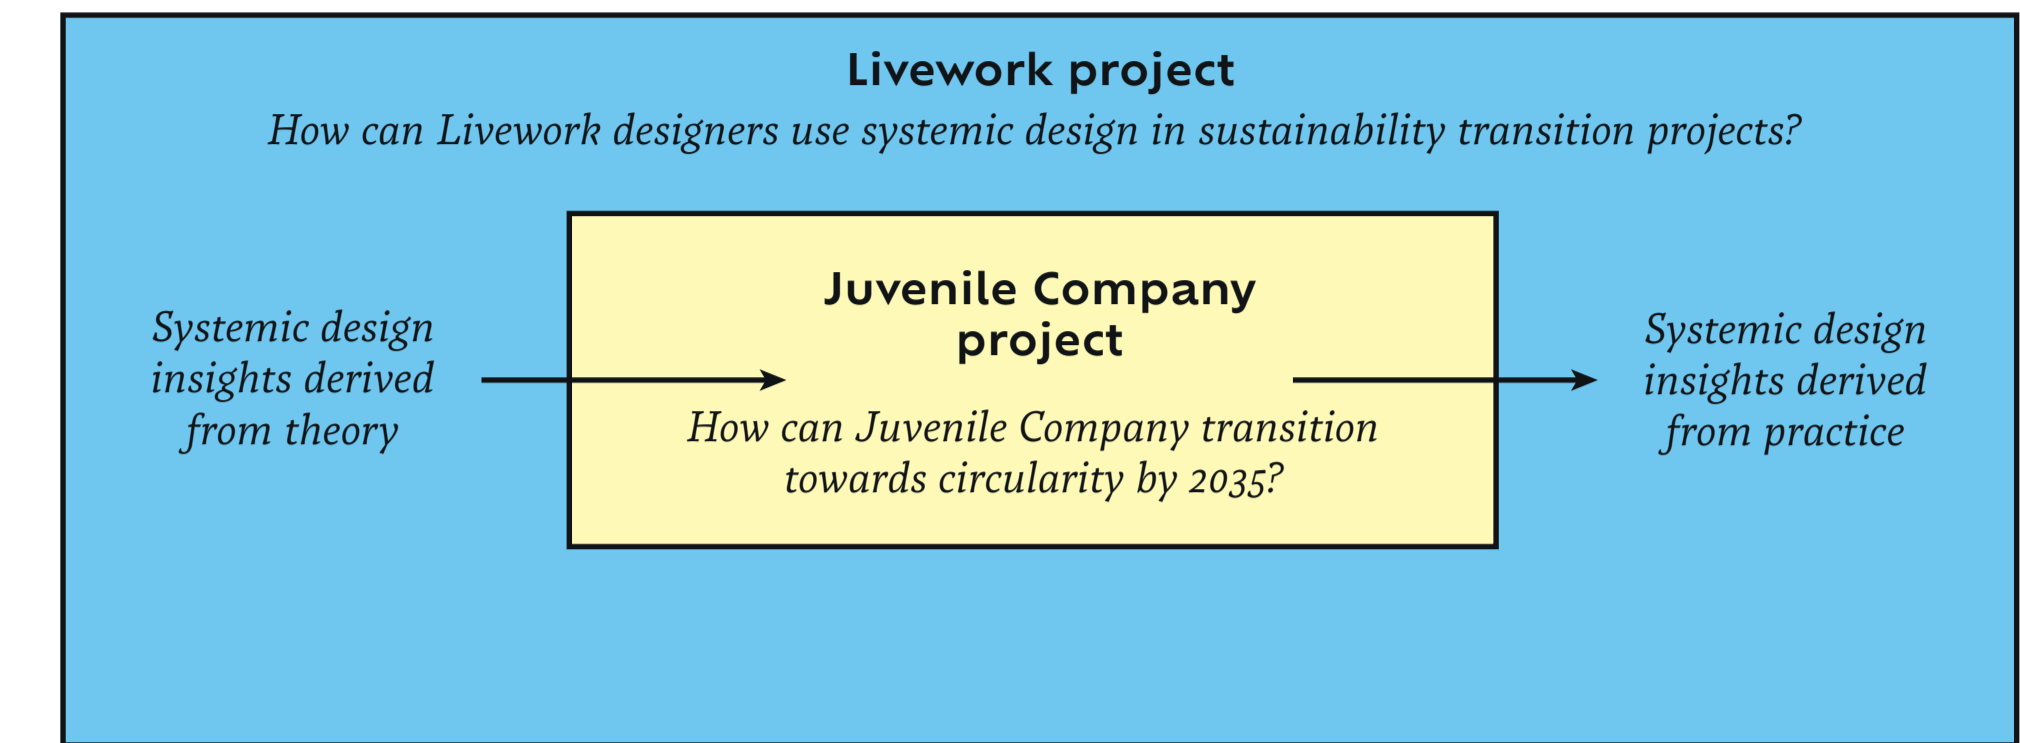 Livework project
How can Livework designers use systemic design in sustainability transition projects?
Systemic design
insights derived
from theory
Juvenile Company
project
How can Juvenile Company transition
towards circularity by 2035?
Systemic design
insights derived
from practice